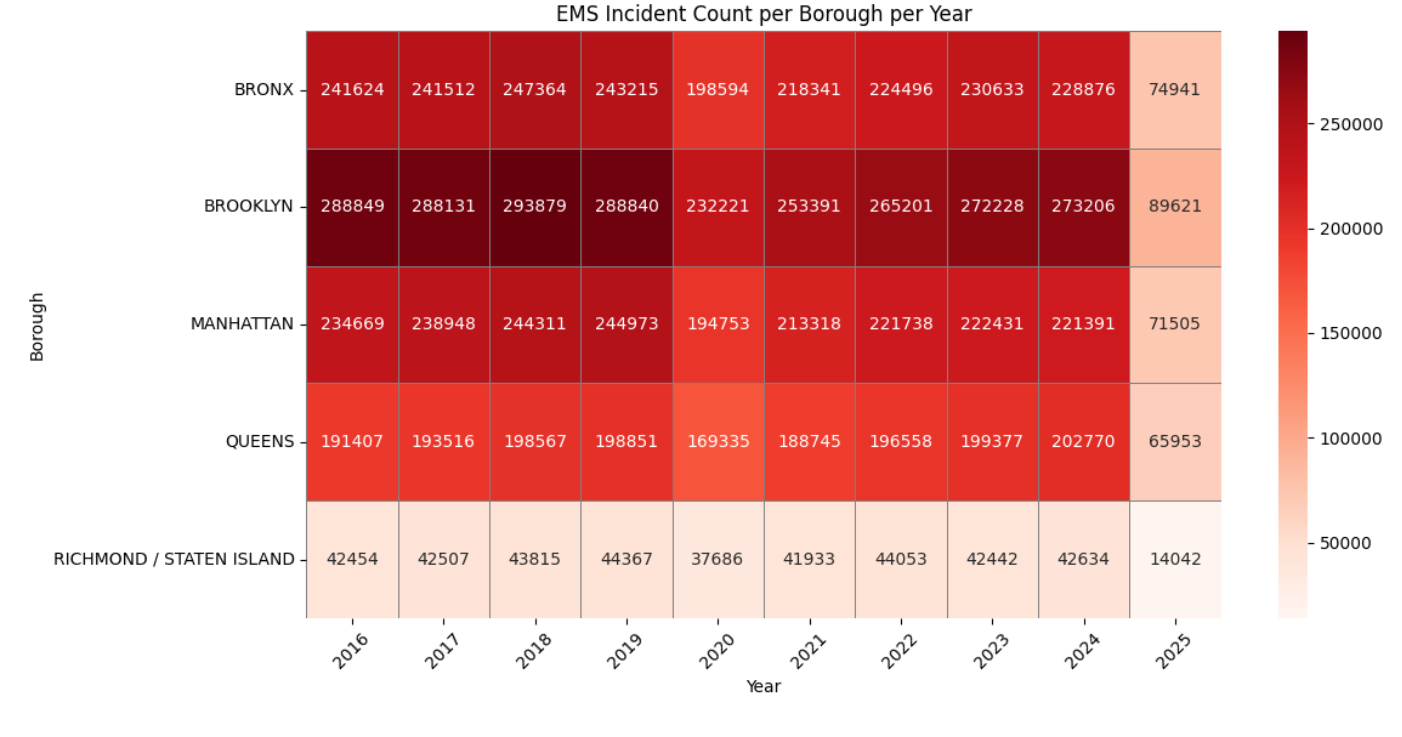 EMS Incident Count per Borough per Year
BRONX 241624 241512 247364 243215 198594 218341 224496 230633 228876 74941
BROOKLYN 288849 288131 293879 288840 232221 253391 265201 272228 273206 89621
MANHATTAN 234669 238948 244311 244973 194753 213318 221738 222431 221391 71505
QUEENS 191407 193516 198567 198851 169335 188745 196558 199377 202770 65953
RICHMOND / STATEN ISLAND 42454 42507 43815 44367 37686 41933 44053 42442 42634 14042
2016 2017 2018 2019 2020 2021 2022 2023 2024 2025
Year
Borough
250000
200000
150000
100000
50000